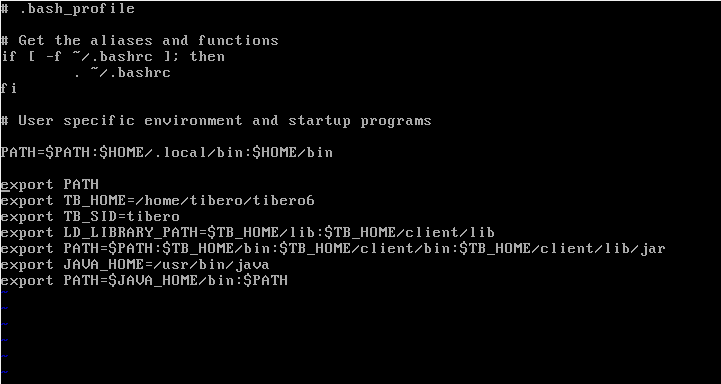 # .bash_profile
# Get the aliases and functions
if [ -f ~/.bashrc ]; then
        . ~/.bashrc
fi
# User specific environment and startup programs
PATH=$PATH:$HOME/.local/bin:$HOME/bin
export PATH
export TB_HOME=/home/tibero/tibero6
export TB_SID=tibero
export LD_LIBRARY_PATH=$TB_HOME/lib:$TB_HOME/client/lib
export PATH=$PATH:$TB_HOME/bin:$TB_HOME/client/bin:$TB_HOME/client/lib/jar
export JAVA_HOME=/usr/bin/java
export PATH=$JAVA_HOME/bin:$PATH
~
~
~
~
~
~